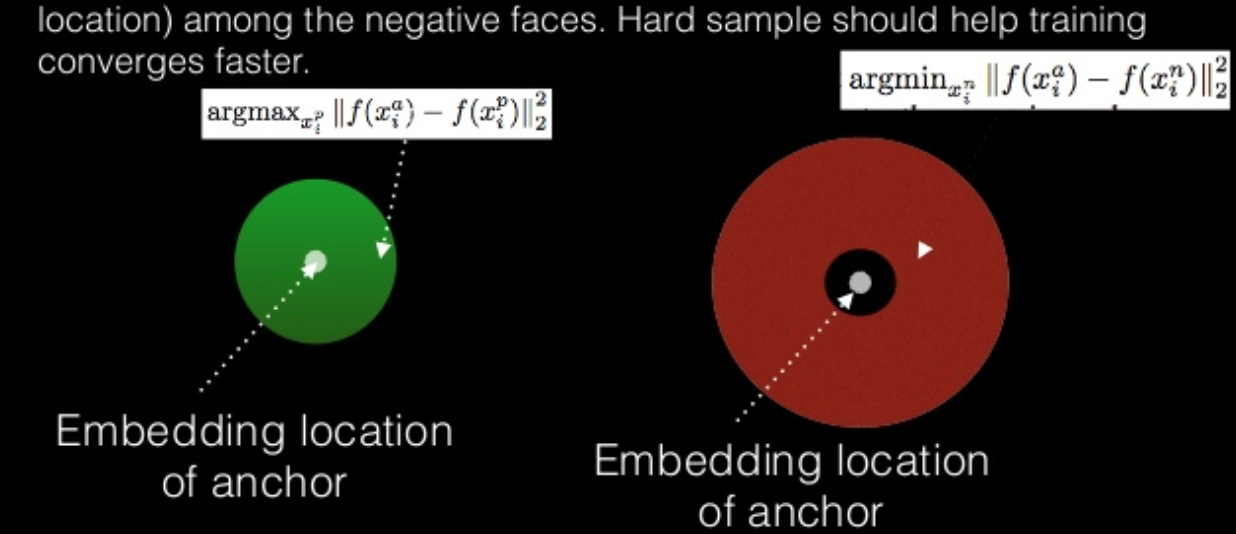 location) among the negative faces. Hard sample should help training
converges faster.
argmax_{x_i^p} ‖f(x_i^a) − f(x_i^p)‖_2^2
argmin_{x_i^n} ‖f(x_i^a) − f(x_i^n)‖_2^2
Embedding location
of anchor
Embedding location
of anchor